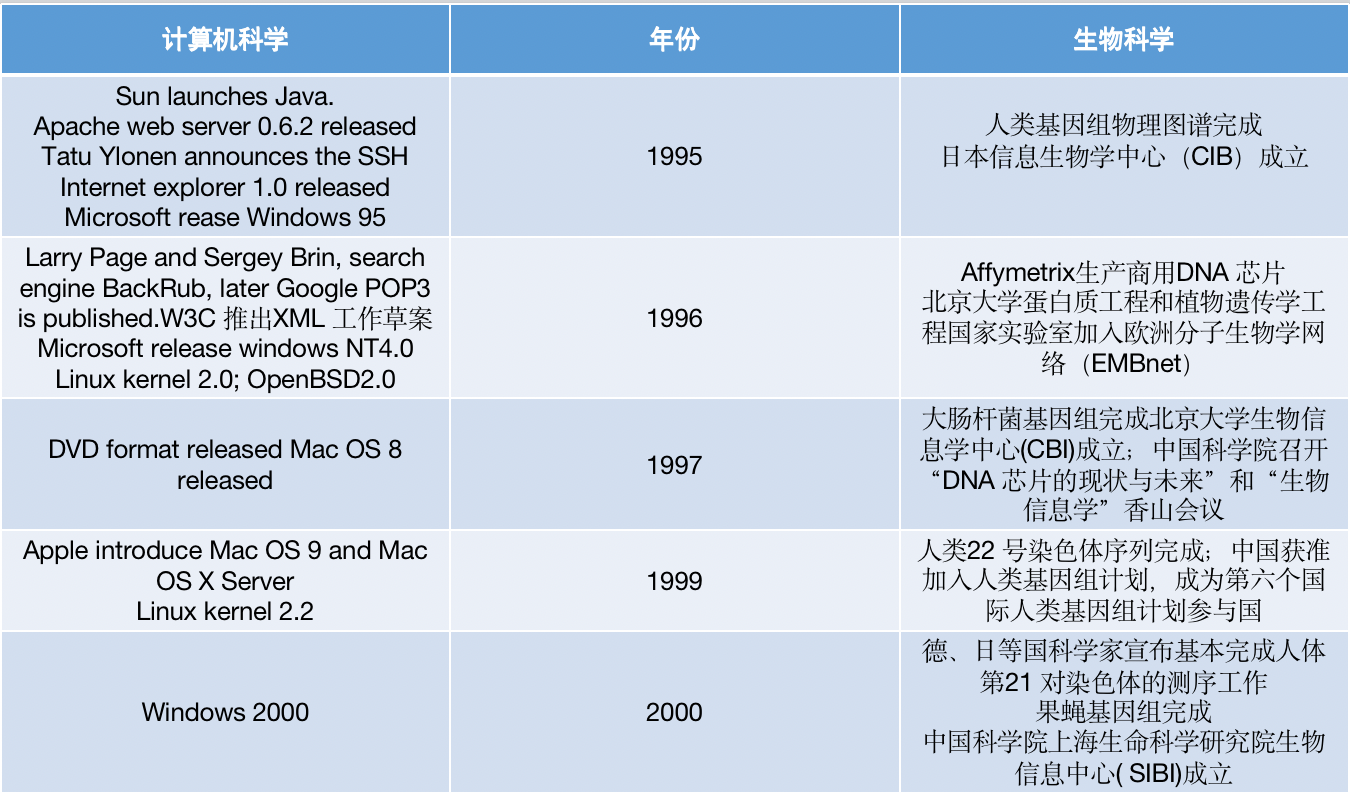 计算机科学
年份
生物科学
Sun launches Java.
Apache web server 0.6.2 released
Tatu Ylonen announces the SSH
Internet explorer 1.0 released
Microsoft rease Windows 95
1995
人类基因组物理图谱完成
日本信息生物学中心（CIB）成立
Larry Page and Sergey Brin, search
engine BackRub, later Google POP3
is published.W3C 推出XML 工作草案
Microsoft release windows NT4.0
Linux kernel 2.0; OpenBSD2.0
1996
Affymetrix生产商用DNA 芯片
北京大学蛋白质工程和植物遗传学工
程国家实验室加入欧洲分子生物学网
络（EMBnet）
DVD format released Mac OS 8
released
1997
大肠杆菌基因组完成北京大学生物信
息学中心(CBI)成立；中国科学院召开
“DNA 芯片的现状与未来”和“生物
信息学”香山会议
Apple introduce Mac OS 9 and Mac
OS X Server
Linux kernel 2.2
1999
人类22 号染色体序列完成；中国获准
加入人类基因组计划，成为第六个国
际人类基因组计划参与国
Windows 2000
2000
德、日等国科学家宣布基本完成人体
第21 对染色体的测序工作
果蝇基因组完成
中国科学院上海生命科学研究院生物
信息中心( SIBI)成立